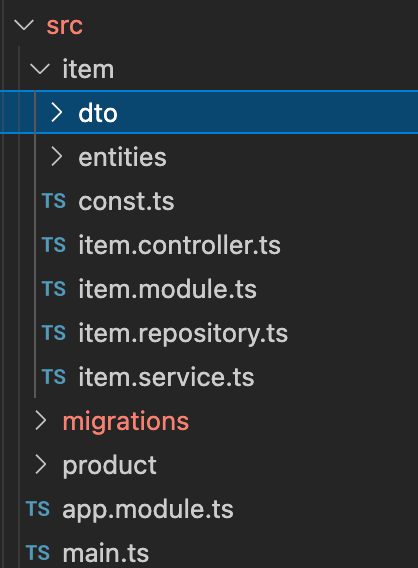 src
item
dto
entities
TS const.ts
TS item.controller.ts
TS item.module.ts
TS item.repository.ts
TS item.service.ts
migrations
product
TS app.module.ts
TS main.ts